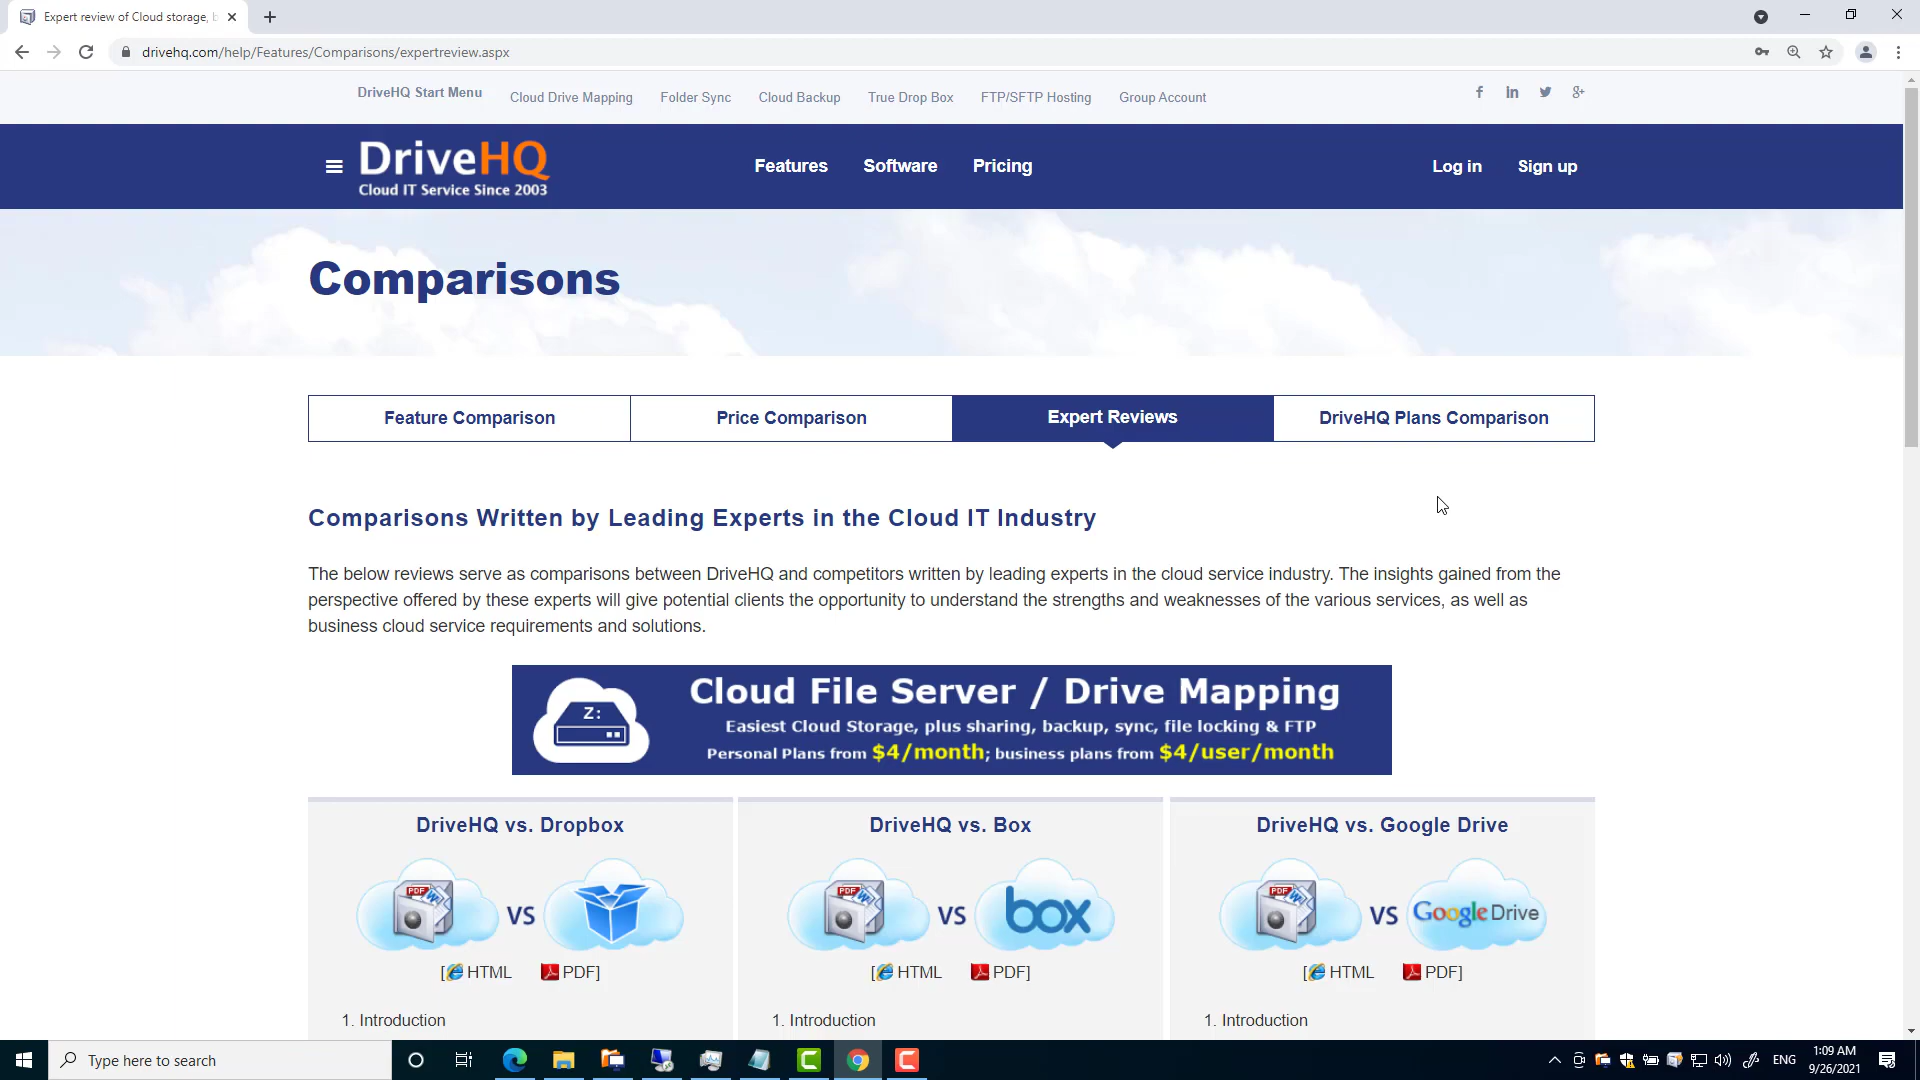 Expert review of Cloud storage, b
drivehq.com/help/Features/Comparisons/expertreview.aspx
DriveHQ Start Menu Cloud Drive Mapping Folder Sync Cloud Backup True Drop Box FTP/SFTP Hosting Group Account
DriveHQ
Cloud IT Service Since 2003
Features Software Pricing
Log in Sign up
Comparisons
Feature Comparison Price Comparison Expert Reviews DriveHQ Plans Comparison
Comparisons Written by Leading Experts in the Cloud IT Industry
The below reviews serve as comparisons between DriveHQ and competitors written by leading experts in the cloud service industry. The insights gained from the
perspective offered by these experts will give potential clients the opportunity to understand the strengths and weaknesses of the various services, as well as
business cloud service requirements and solutions.
Z:
Cloud File Server / Drive Mapping
Easiest Cloud Storage, plus sharing, backup, sync, file locking & FTP
Personal Plans from $4/month; business plans from $4/user/month
DriveHQ vs. Dropbox
PDF W VS
[HTML PDF]
1. Introduction
DriveHQ vs. Box
PDF W VS box
[HTML PDF]
1. Introduction
DriveHQ vs. Google Drive
PDF W VS Google Drive
[HTML PDF]
1. Introduction
Type here to search
ENG
1:09 AM
9/26/2021